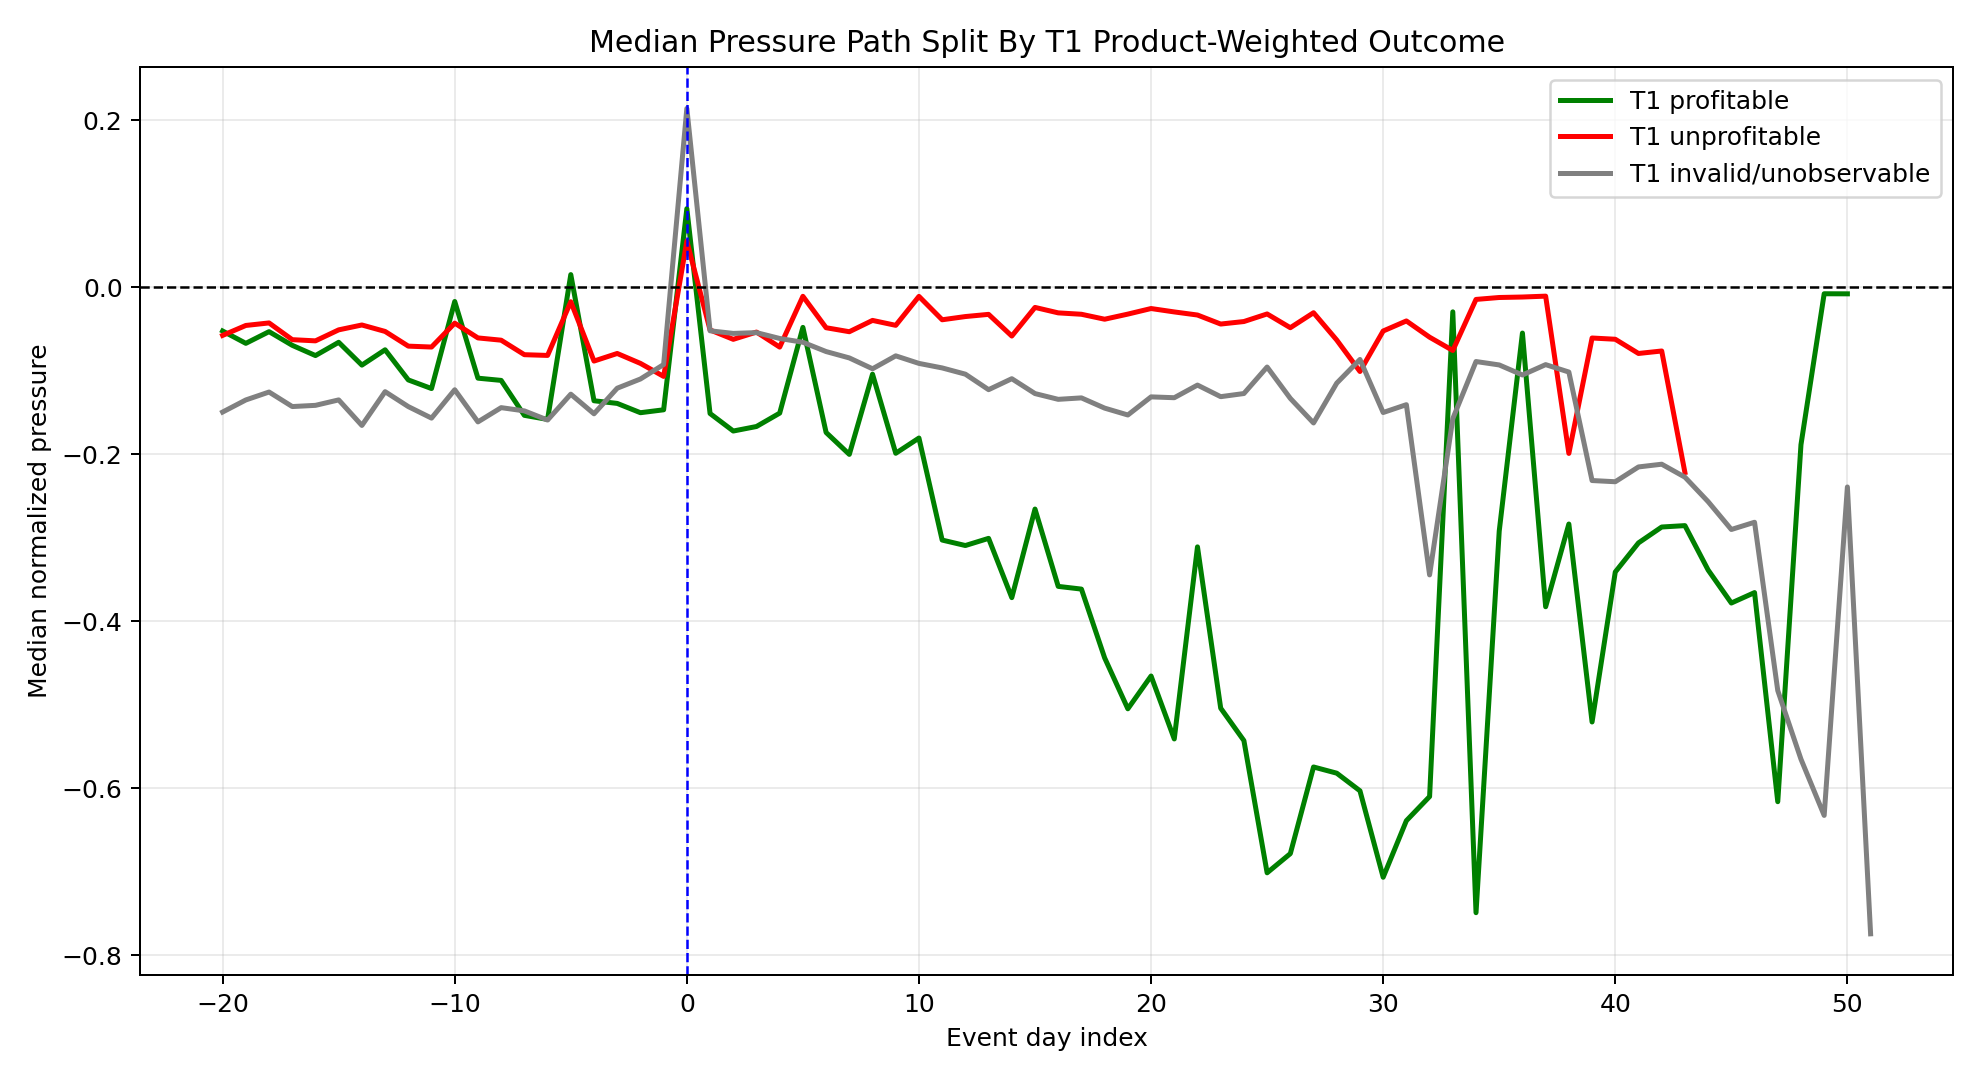 Median Pressure Path Split By T1 Product-Weighted Outcome
T1 profitable
T1 unprofitable
T1 invalid/unobservable
Median normalized pressure
0.2
0.0
−0.2
−0.4
−0.6
−0.8
−20
−10
0
10
20
30
40
50
Event day index